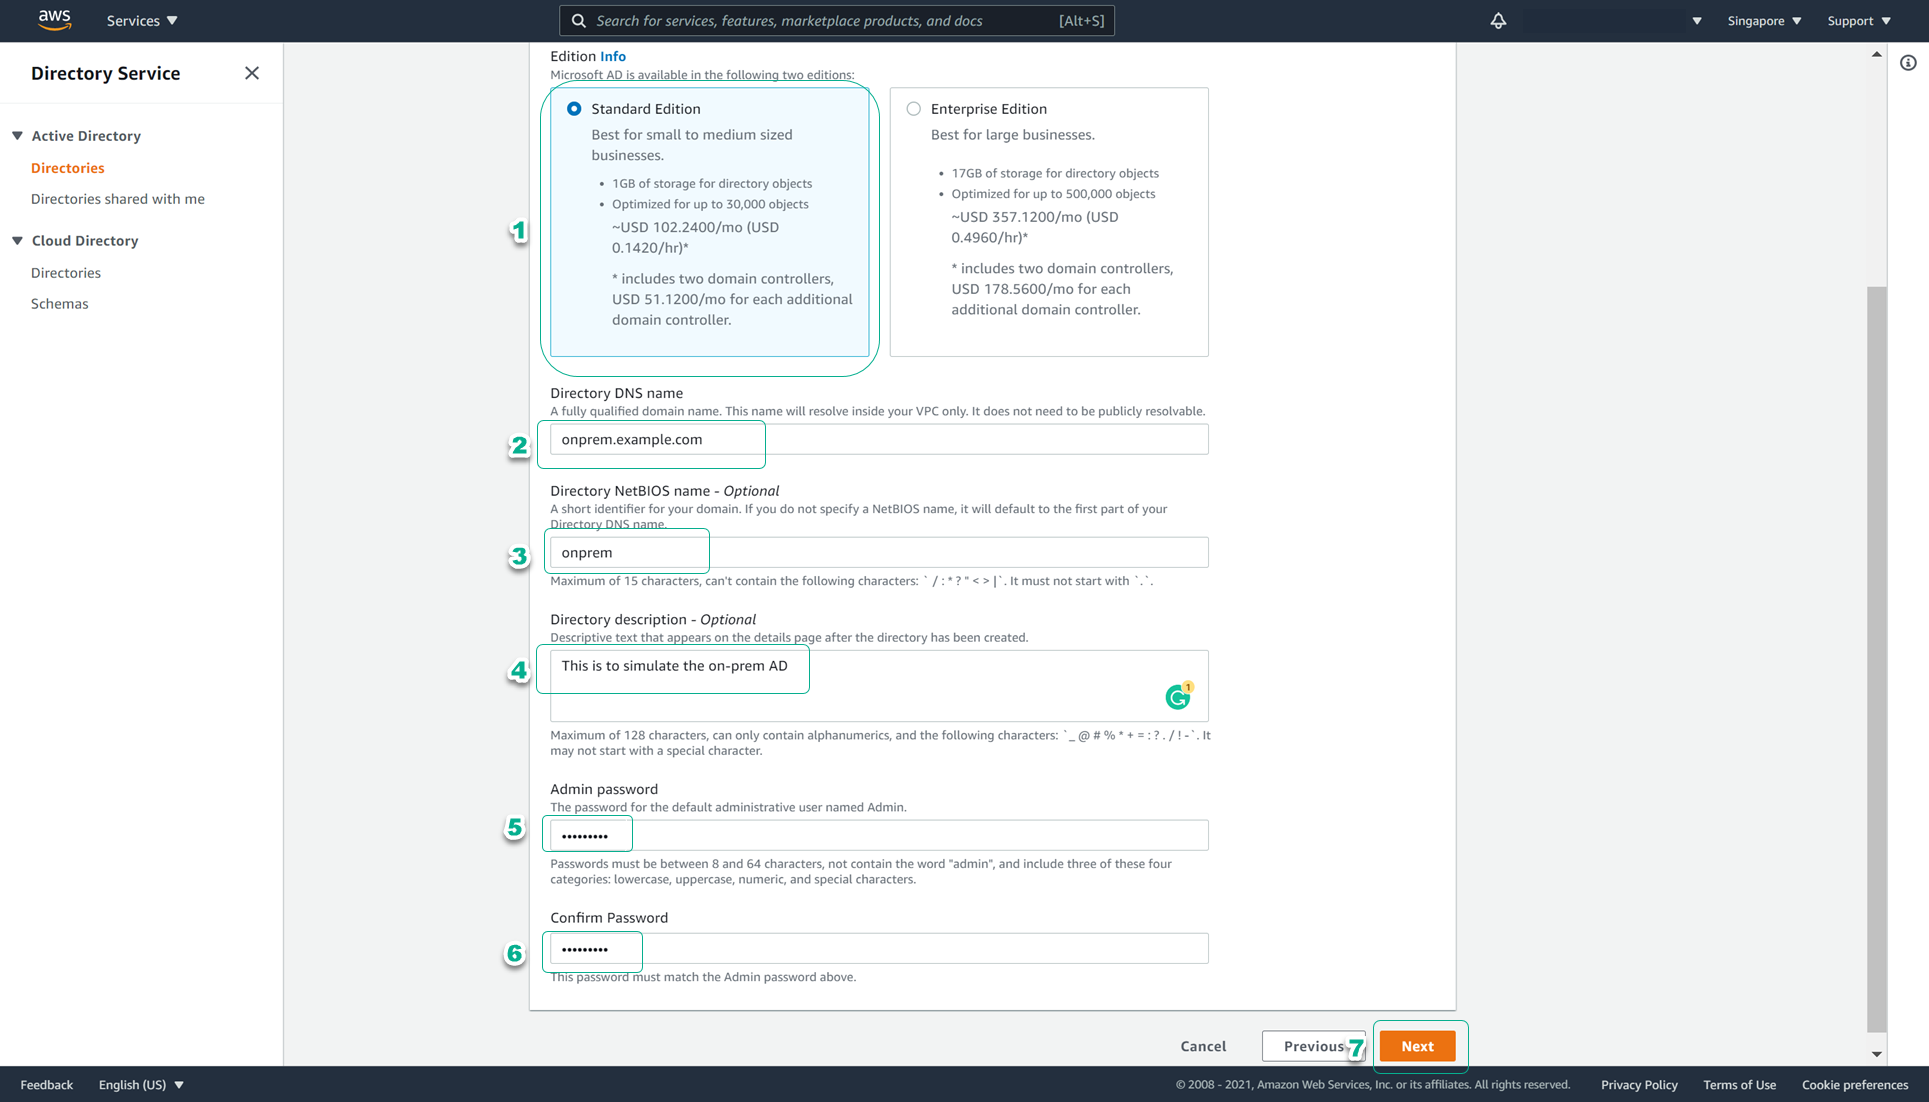 aws
Services ▼
Search for services, features, marketplace products, and docs
[Alt+S]
Singapore ▼
Support ▼
Directory Service
Active Directory
Directories
Directories shared with me
Cloud Directory
Directories
Schemas
Edition Info
Microsoft AD is available in the following two editions:
1
Standard Edition
Best for small to medium sized
businesses.
• 1GB of storage for directory objects
• Optimized for up to 30,000 objects
~USD 102.2400/mo (USD
0.1420/hr)*
* includes two domain controllers,
USD 51.1200/mo for each additional
domain controller.
Enterprise Edition
Best for large businesses.
• 17GB of storage for directory objects
• Optimized for up to 500,000 objects
~USD 357.1200/mo (USD
0.4960/hr)*
* includes two domain controllers,
USD 178.5600/mo for each
additional domain controller.
Directory DNS name
A fully qualified domain name. This name will resolve inside your VPC only. It does not need to be publicly resolvable.
2
onprem.example.com
Directory NetBIOS name - Optional
A short identifier for your domain. If you do not specify a NetBIOS name, it will default to the first part of your
Directory DNS name.
3
onprem
Maximum of 15 characters, can't contain the following characters: ` / : * ? " < > |`. It must not start with `.`.
Directory description - Optional
Descriptive text that appears on the details page after the directory has been created.
4
This is to simulate the on-prem AD
1
Maximum of 128 characters, can only contain alphanumerics, and the following characters: `_ @ # % * + = : ? . / ! -`. It
may not start with a special character.
Admin password
The password for the default administrative user named Admin.
5
•••••••••
Passwords must be between 8 and 64 characters, not contain the word "admin", and include three of these four
categories: lowercase, uppercase, numeric, and special characters.
Confirm Password
6
•••••••••
This password must match the Admin password above.
Cancel
Previous
7
Next
Feedback
English (US) ▼
© 2008 - 2021, Amazon Web Services, Inc. or its affiliates. All rights reserved.
Privacy Policy
Terms of Use
Cookie preferences